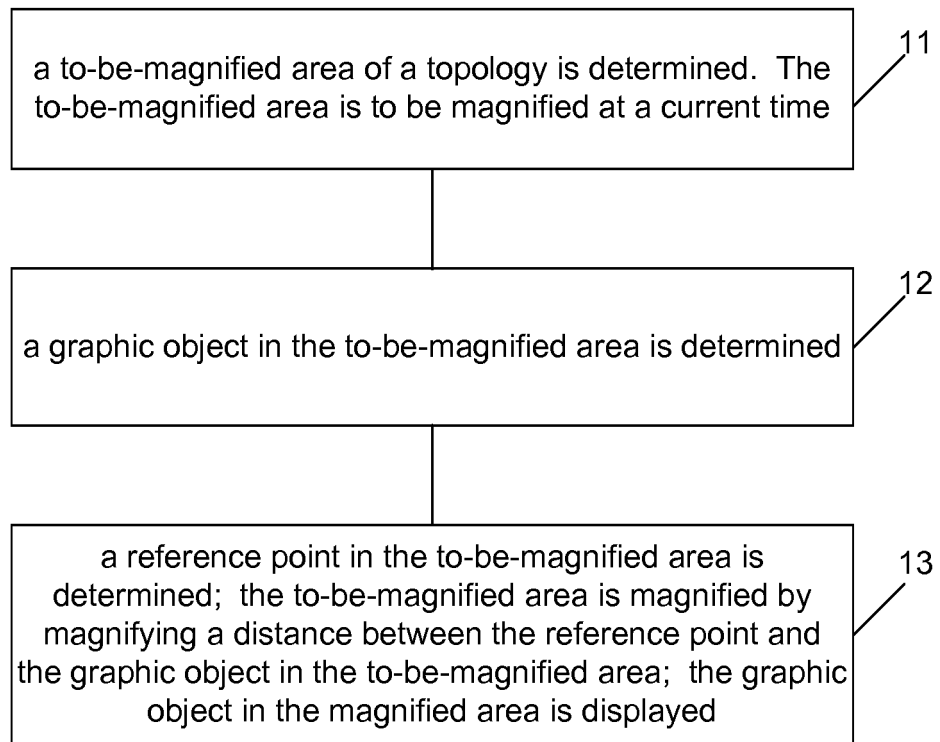 11
a to-be-magnified area of a topology is determined. The
to-be-magnified area is to be magnified at a current time
12
a graphic object in the to-be-magnified area is determined
13
a reference point in the to-be-magnified area is
determined; the to-be-magnified area is magnified by
magnifying a distance between the reference point and
the graphic object in the to-be-magnified area; the graphic
object in the magnified area is displayed